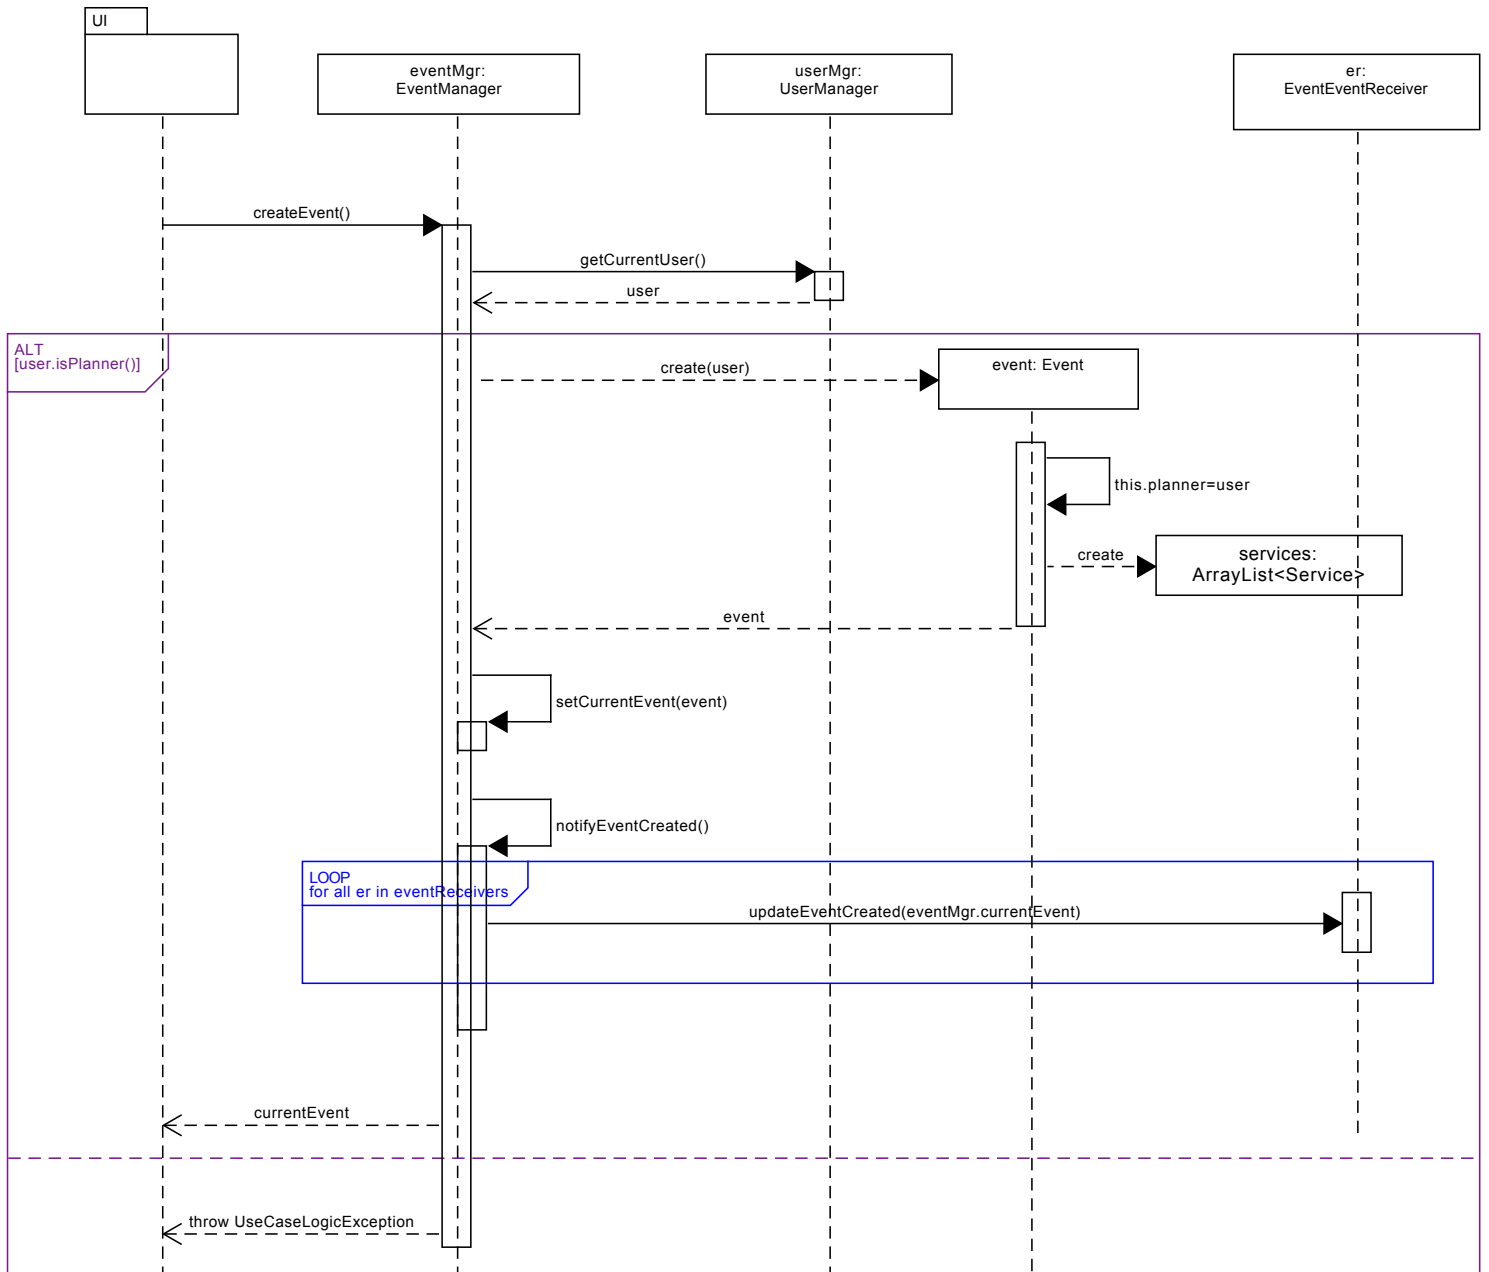 UI
eventMgr:
EventManager
userMgr:
UserManager
er:
EventEventReceiver
createEvent()
getCurrentUser()
user
ALT
[user.isPlanner()]
create(user)
event: Event
this.planner=user
create
services:
ArrayList<Service>
event
setCurrentEvent(event)
notifyEventCreated()
LOOP
for all er in eventReceivers
updateEventCreated(eventMgr.currentEvent)
currentEvent
throw UseCaseLogicException